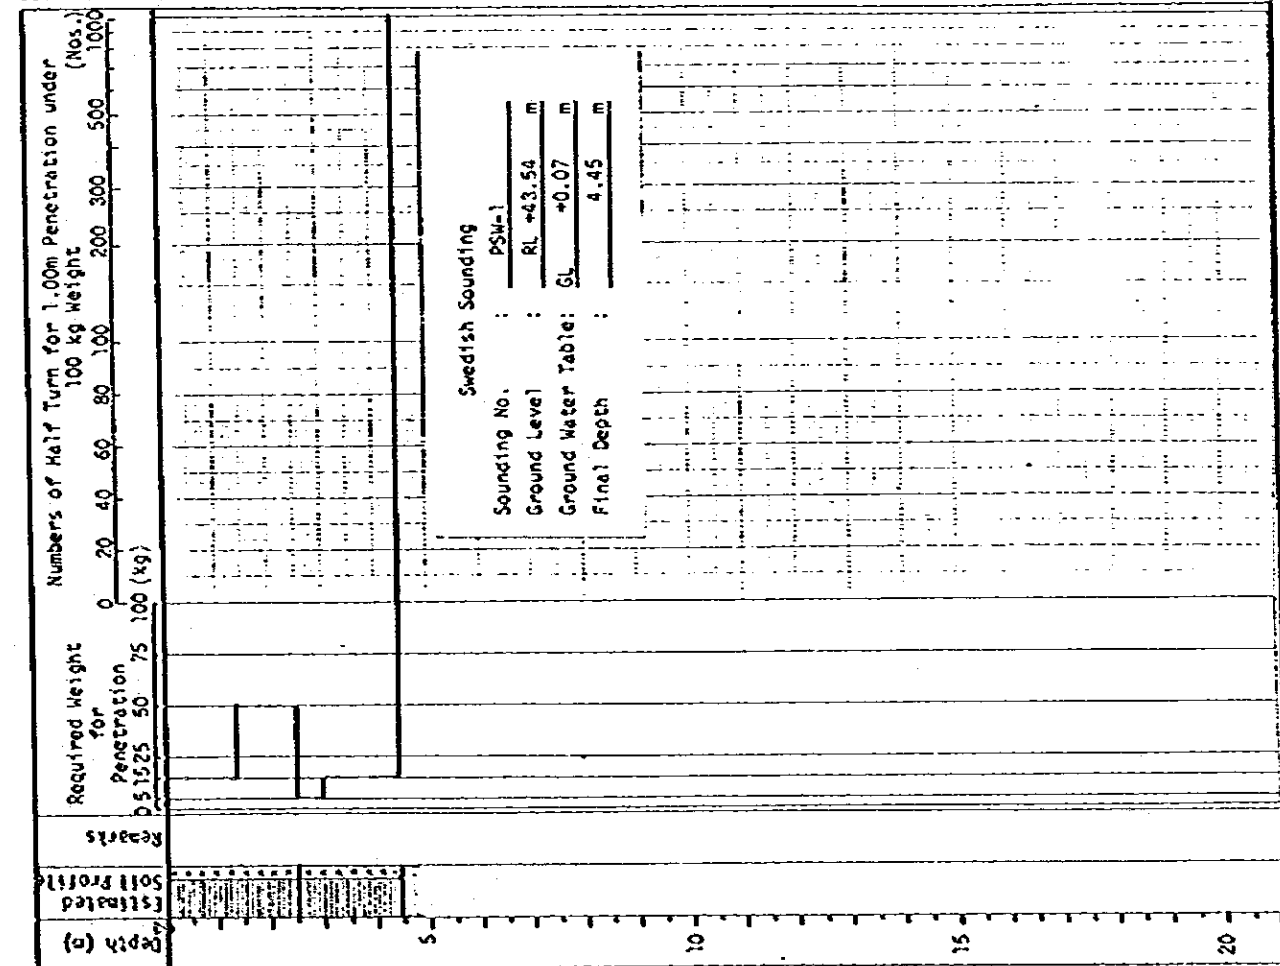 Depth (m)
Estimated
Soil Profil
Remarks
Required Weight
for
Penetration
0 5 15 25 50 75 100 (kg)
Numbers of Half Turn for 1.00m Penetration under
100 kg Weight (Nos.)
0 20 40 60 80 100 200 300 500 1000
Swedish Sounding
Sounding No. : PSW-1
Ground Level : RL +43.54 m
Ground Water Table: GL +0.07 m
Final Depth : 4.45 m
5
10
15
20